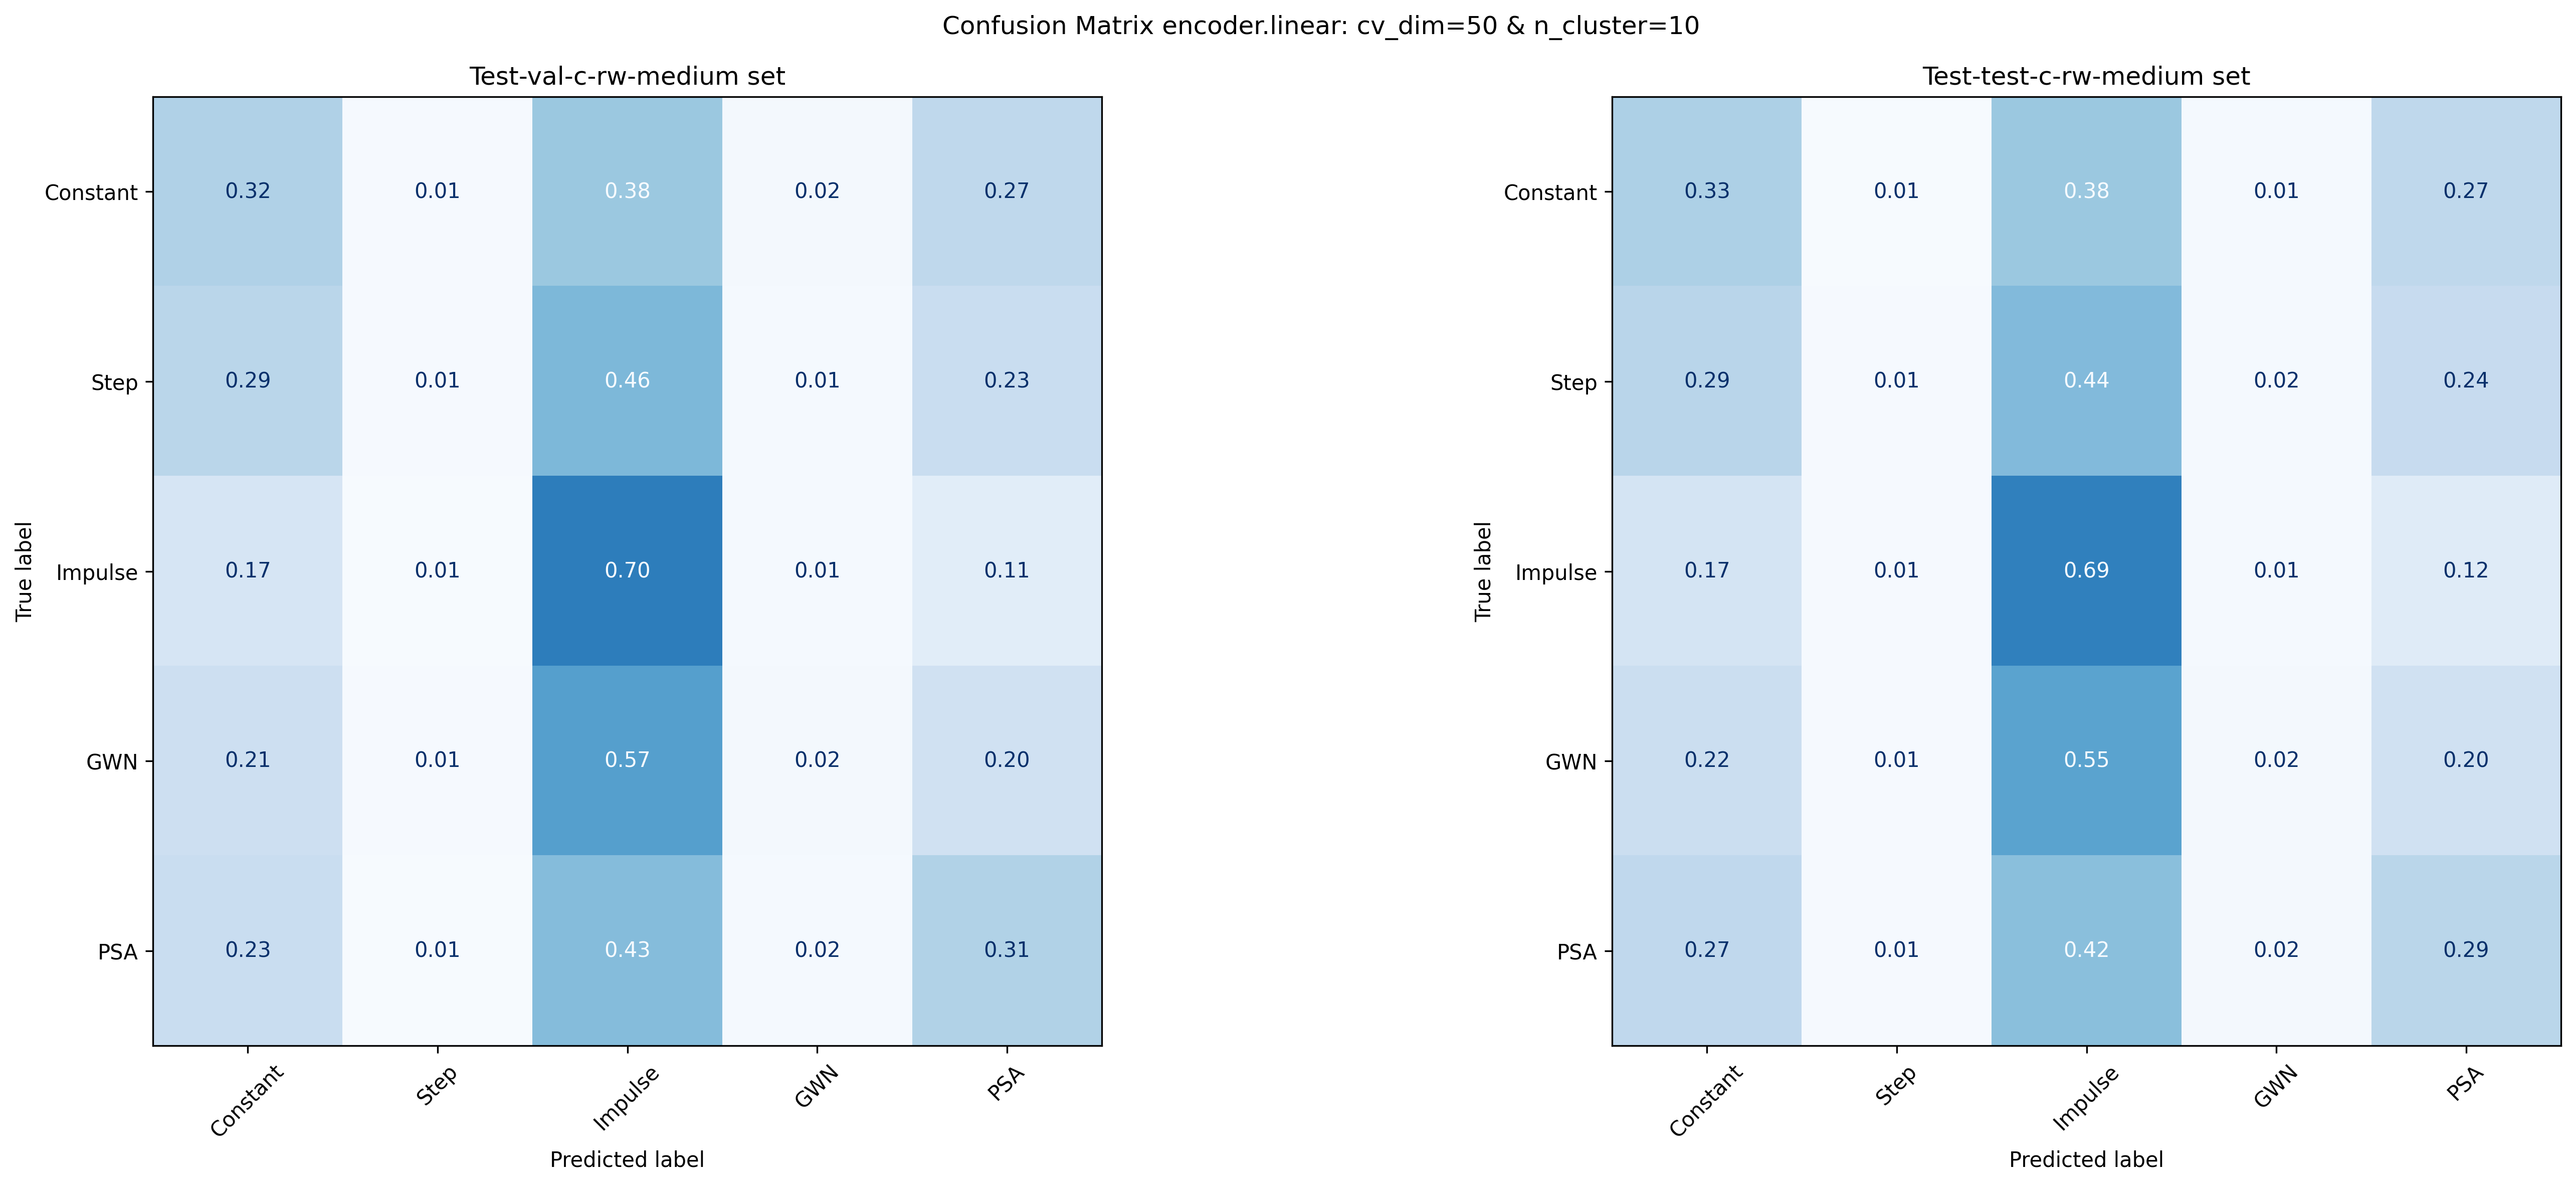 Confusion Matrix encoder.linear: cv_dim=50 & n_cluster=10
Test-val-c-rw-medium set
True label
Constant 0.32 0.01 0.38 0.02 0.27
Step 0.29 0.01 0.46 0.01 0.23
Impulse 0.17 0.01 0.70 0.01 0.11
GWN 0.21 0.01 0.57 0.02 0.20
PSA 0.23 0.01 0.43 0.02 0.31
Constant Step Impulse GWN PSA
Predicted label
Test-test-c-rw-medium set
True label
Constant 0.33 0.01 0.38 0.01 0.27
Step 0.29 0.01 0.44 0.02 0.24
Impulse 0.17 0.01 0.69 0.01 0.12
GWN 0.22 0.01 0.55 0.02 0.20
PSA 0.27 0.01 0.42 0.02 0.29
Constant Step Impulse GWN PSA
Predicted label